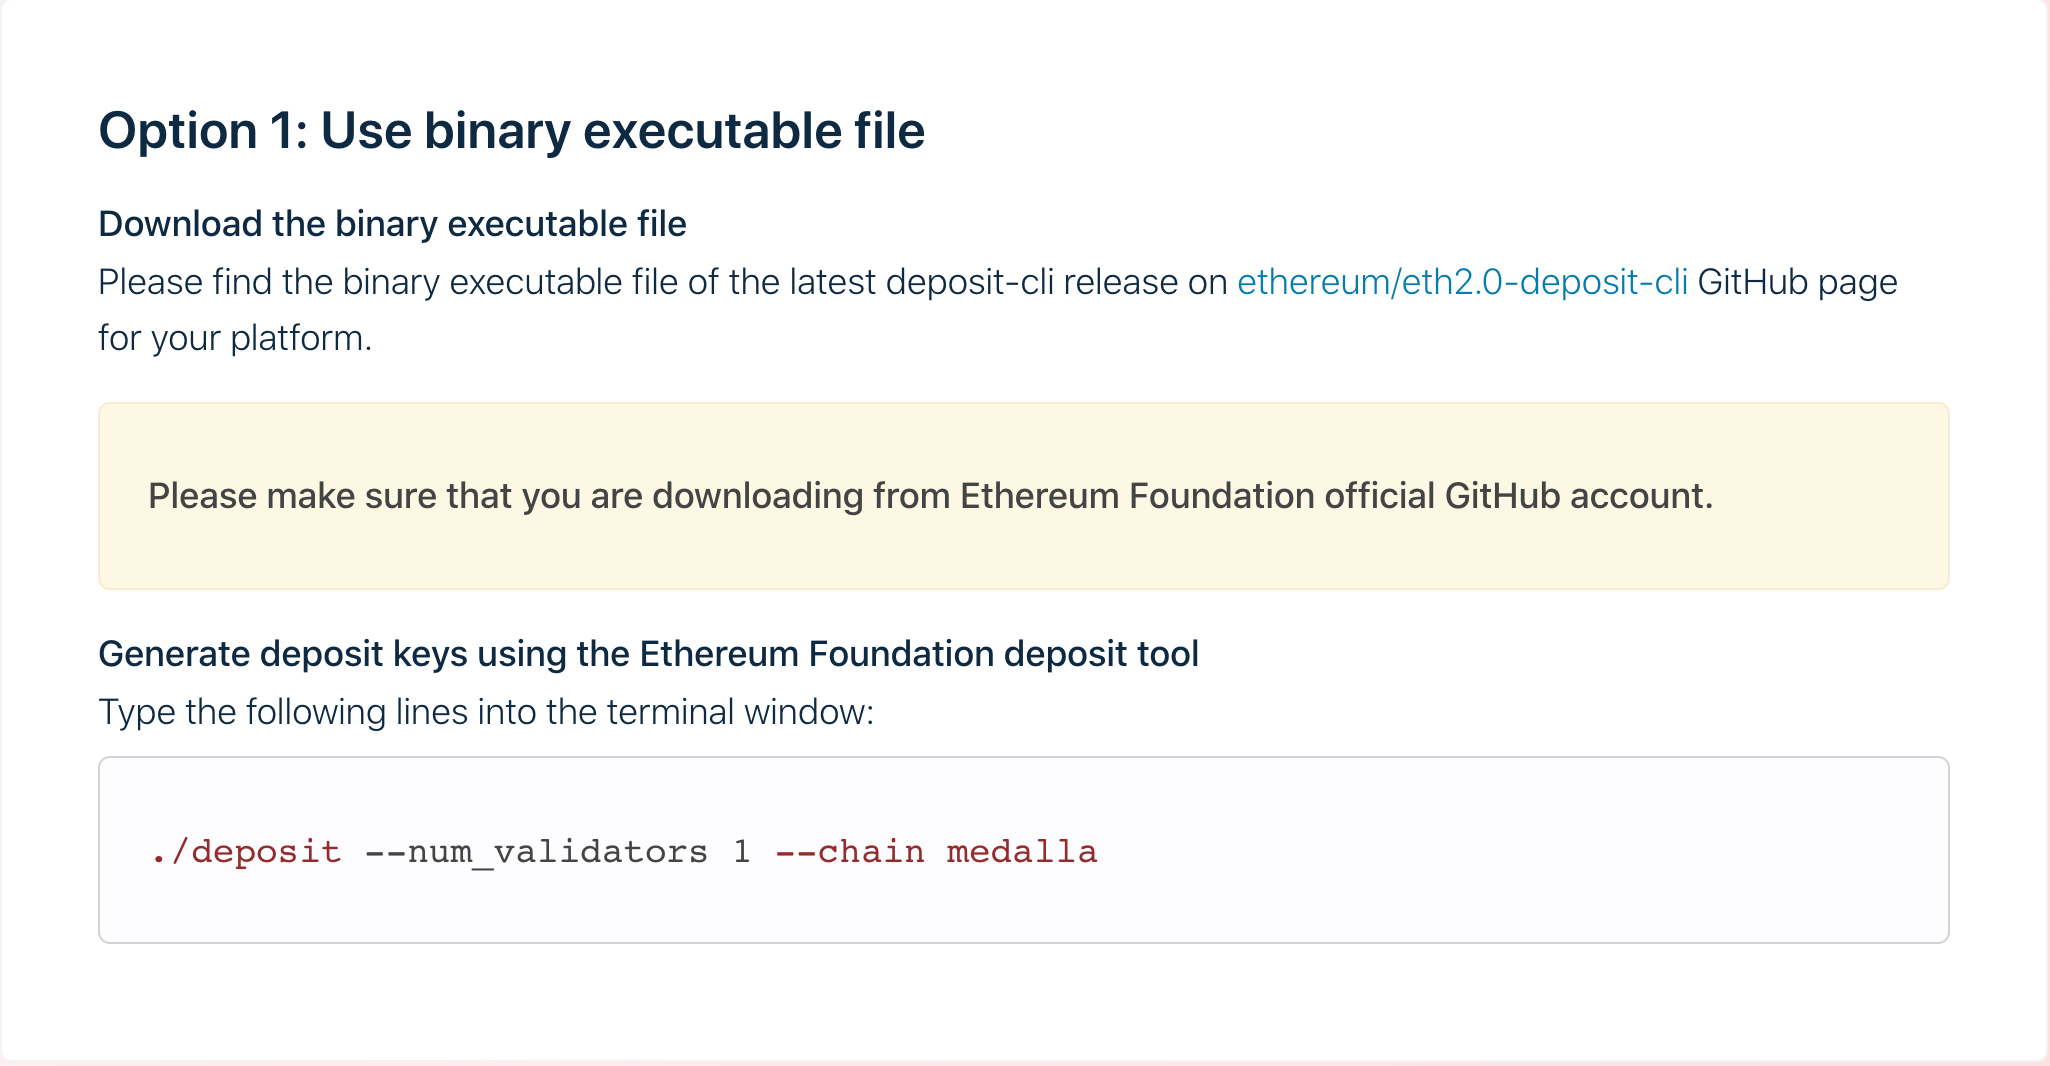 Option 1: Use binary executable file
Download the binary executable file
Please find the binary executable file of the latest deposit-cli release on ethereum/eth2.0-deposit-cli GitHub page
for your platform.
Please make sure that you are downloading from Ethereum Foundation official GitHub account.
Generate deposit keys using the Ethereum Foundation deposit tool
Type the following lines into the terminal window:
./deposit --num_validators 1 --chain medalla